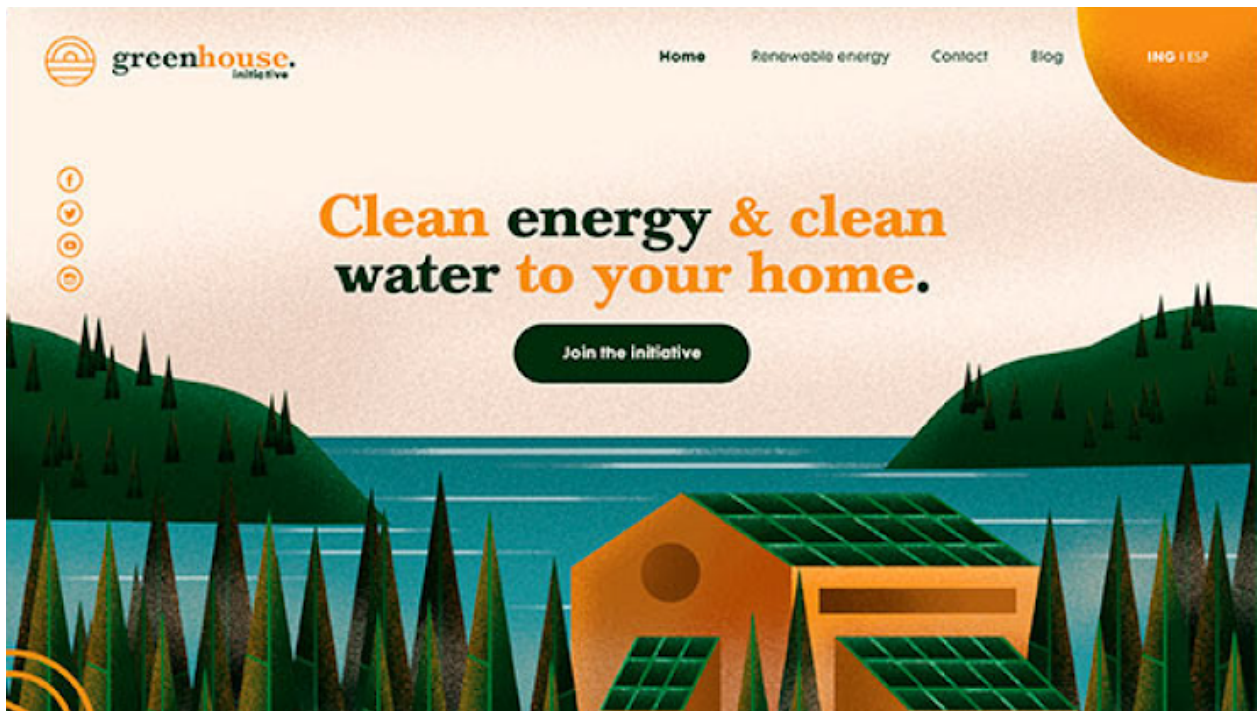 greenhouse.
initiative
Home
Renewable energy
Contact
Blog
ING | ESP
Clean energy & clean
water to your home.
Join the initiative